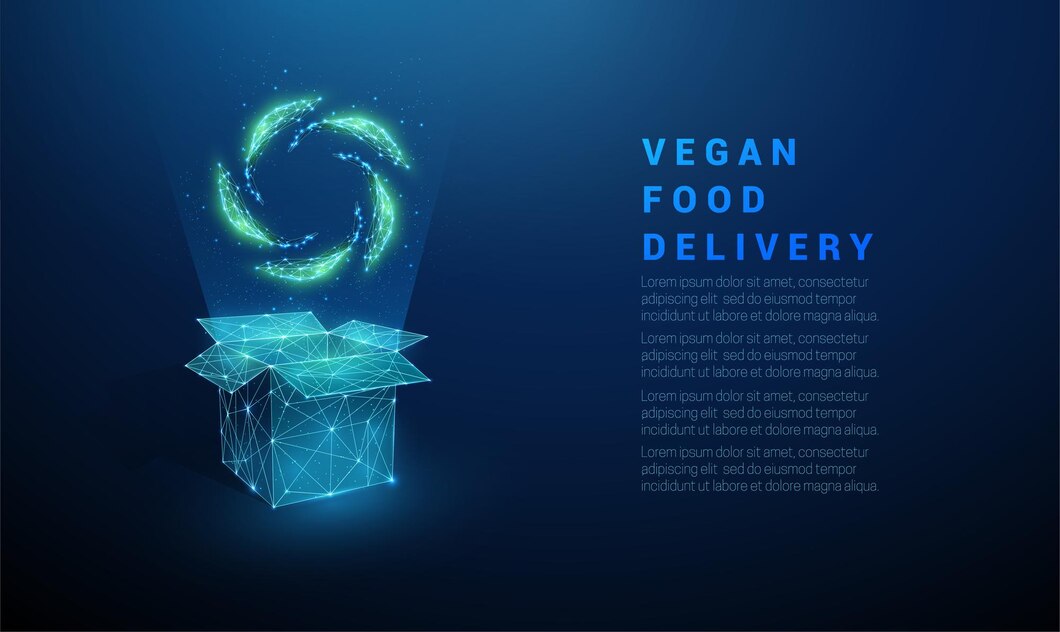 VEGAN
FOOD
DELIVERY
Lorem ipsum dolor sit amet, consectetur
adipiscing elit sed do eiusmod tempor
incididunt ut labore et dolore magna aliqua.
Lorem ipsum dolor sit amet, consectetur
adipiscing elit sed do eiusmod tempor
incididunt ut labore et dolore magna aliqua.
Lorem ipsum dolor sit amet, consectetur
adipiscing elit sed do eiusmod tempor
incididunt ut labore et dolore magna aliqua.
Lorem ipsum dolor sit amet, consectetur
adipiscing elit sed do eiusmod tempor
incididunt ut labore et dolore magna aliqua.